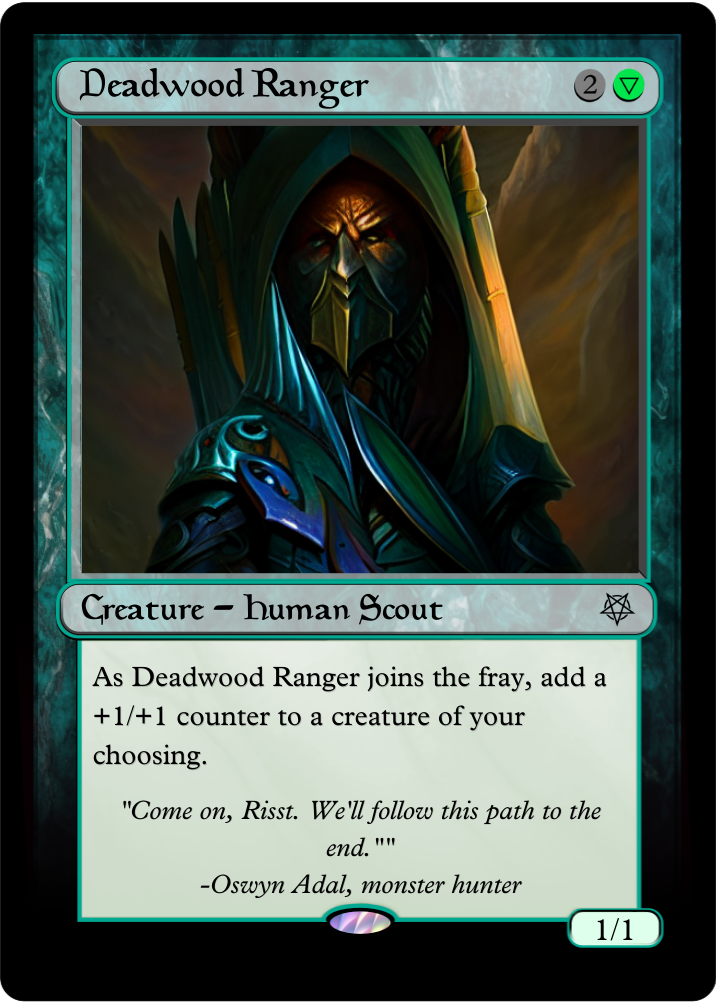 Deadwood Ranger 2
Creature – Human Scout
As Deadwood Ranger joins the fray, add a
+1/+1 counter to a creature of your
choosing.
"Come on, Risst. We'll follow this path to the
end.""
-Oswyn Adal, monster hunter
1/1